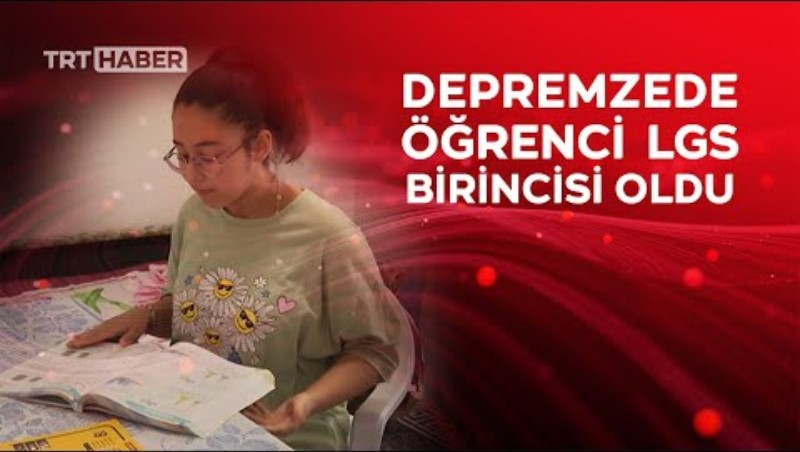 TRT HABER
DEPREMZEDE
ÖĞRENCİ LGS
BİRİNCİSİ OLDU